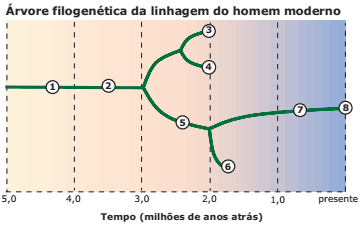 Árvore filogenética da linhagem do homem moderno
3
4
1
2
5
7
8
6
5,0 4,0 3,0 2,0 1,0 presente
Tempo (milhões de anos atrás)